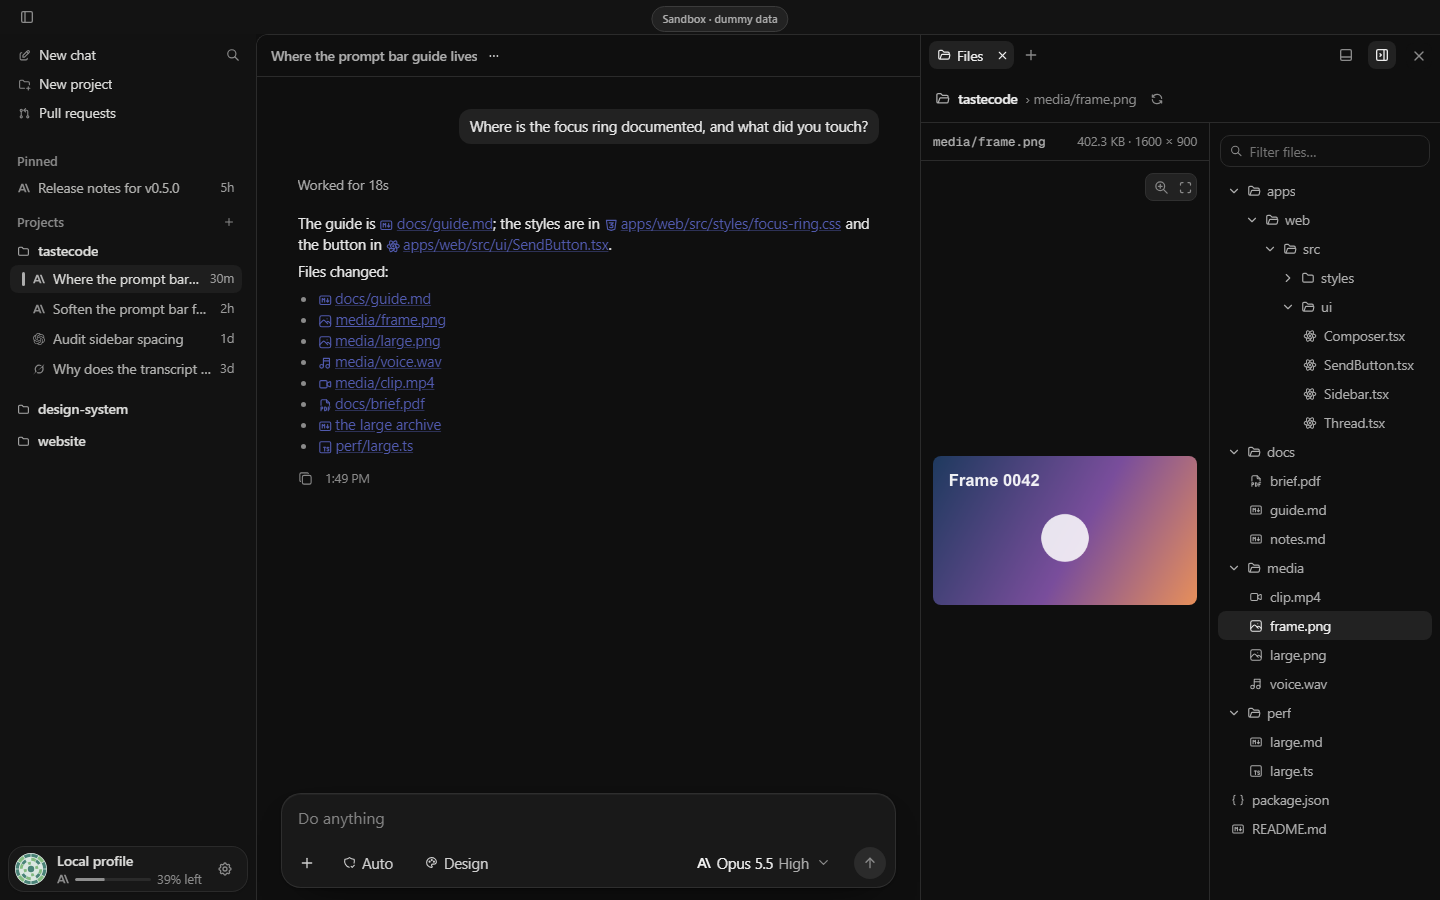 Sandbox · dummy data
New chat
New project
Pull requests
Pinned
Release notes for v0.5.0 5h
Projects
tastecode
Where the prompt bar... 30m
Soften the prompt bar f... 2h
Audit sidebar spacing 1d
Why does the transcript ... 3d
design-system
website
Local profile
39% left
Where the prompt bar guide lives ...
Where is the focus ring documented, and what did you touch?
Worked for 18s
The guide is docs/guide.md; the styles are in apps/web/src/styles/focus-ring.css and
the button in apps/web/src/ui/SendButton.tsx.
Files changed:
docs/guide.md
media/frame.png
media/large.png
media/voice.wav
media/clip.mp4
docs/brief.pdf
the large archive
perf/large.ts
1:49 PM
Do anything
Auto Design Opus 5.5 High
Files
tastecode › media/frame.png
media/frame.png 402.3 KB · 1600 × 900
Frame 0042
Filter files...
apps
web
src
styles
ui
Composer.tsx
SendButton.tsx
Sidebar.tsx
Thread.tsx
docs
brief.pdf
guide.md
notes.md
media
clip.mp4
frame.png
large.png
voice.wav
perf
large.md
large.ts
package.json
README.md